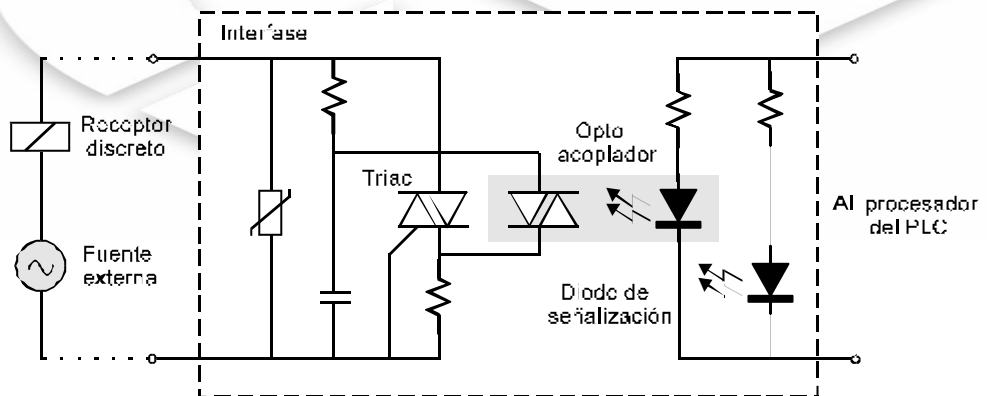 Interfase
Receptor
discreto
Opto
acoplador
Triac
Al procesador
del PLC
Fuente
externa
Diodo de
señalización